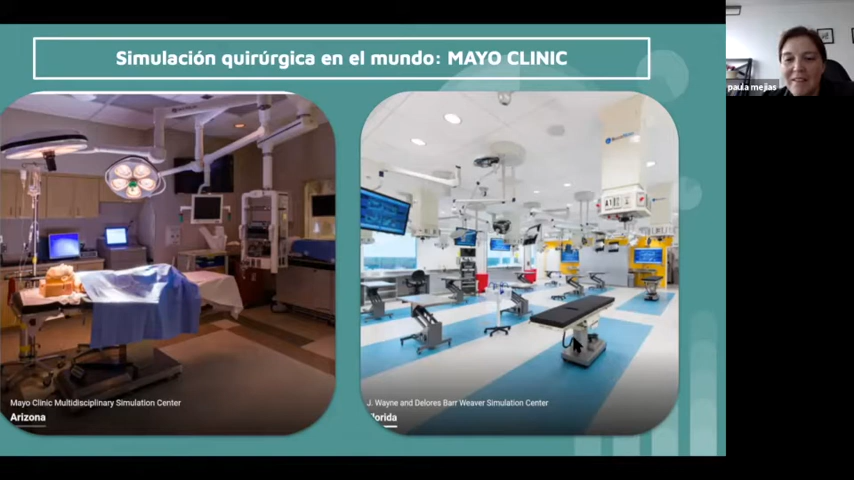 Simulación quirúrgica en el mundo: MAYO CLINIC
paula mejias
A1
Mayo Clinic Multidisciplinary Simulation Center
Arizona
J. Wayne and Delores Barr Weaver Simulation Center
lorida